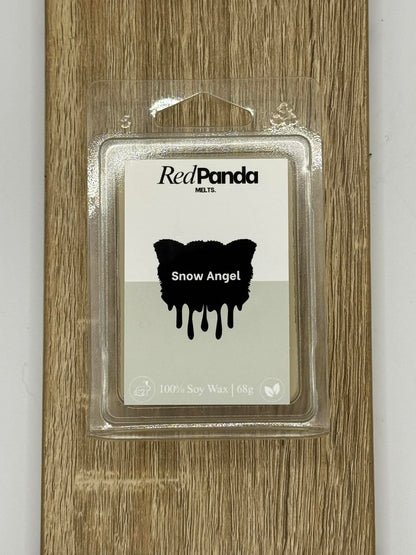 RedPanda
MELTS.
Snow Angel
100% Soy Wax | 68g